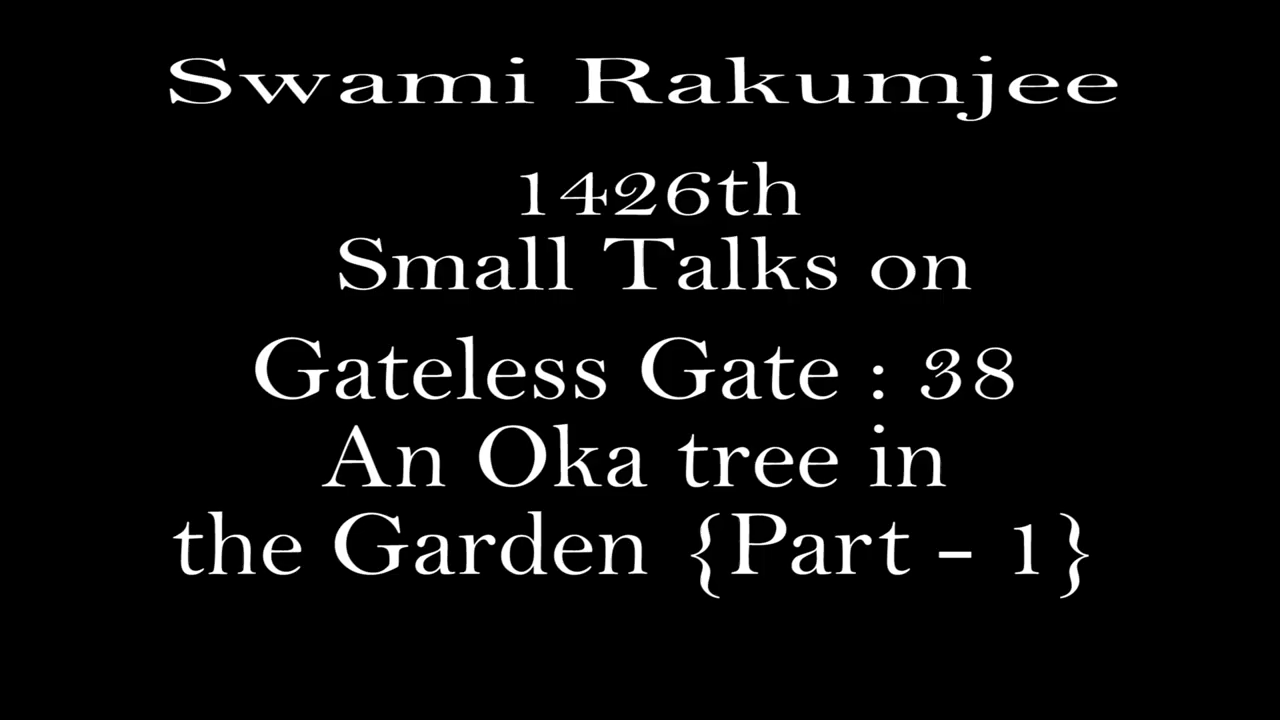 Swami Rakumjee
1426th
Small Talks on
Gateless Gate : 38
An Oka tree in
the Garden {Part - 1}